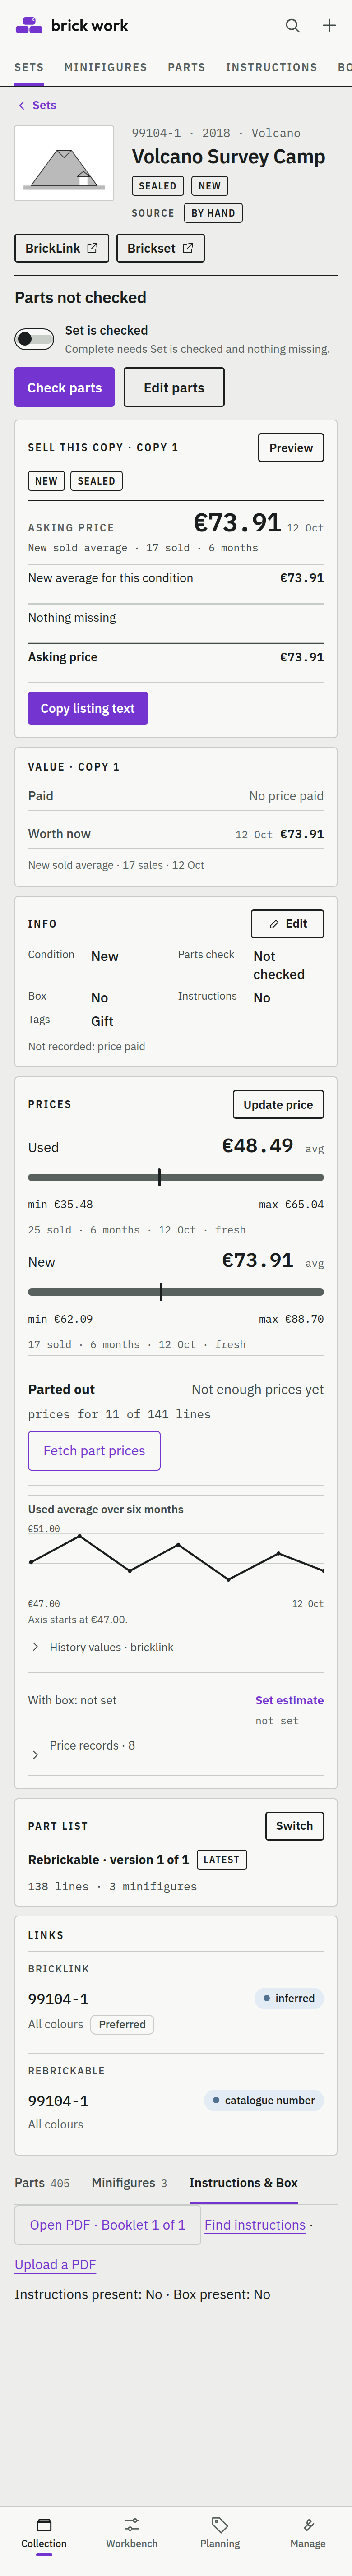 brick work
SETS MINIFIGURES PARTS INSTRUCTIONS BO
Sets
99104-1 · 2018 · Volcano
Volcano Survey Camp
SEALED NEW
SOURCE BY HAND
BrickLink Brickset
Parts not checked
Set is checked
Complete needs Set is checked and nothing missing.
Check parts Edit parts
SELL THIS COPY · COPY 1 Preview
NEW SEALED
ASKING PRICE €73.91 12 Oct
New sold average · 17 sold · 6 months
New average for this condition €73.91
Nothing missing
Asking price €73.91
Copy listing text
VALUE · COPY 1
Paid No price paid
Worth now 12 Oct €73.91
New sold average · 17 sales · 12 Oct
INFO Edit
Condition New Parts check Not checked
Box No Instructions No
Tags Gift
Not recorded: price paid
PRICES Update price
Used €48.49 avg
min €35.48 max €65.04
25 sold · 6 months · 12 Oct · fresh
New €73.91 avg
min €62.09 max €88.70
17 sold · 6 months · 12 Oct · fresh
Parted out Not enough prices yet
prices for 11 of 141 lines
Fetch part prices
Used average over six months
€51.00
€47.00 12 Oct
Axis starts at €47.00.
History values · bricklink
With box: not set Set estimate
not set
Price records · 8
PART LIST Switch
Rebrickable · version 1 of 1 LATEST
138 lines · 3 minifigures
LINKS
BRICKLINK
99104-1 inferred
All colours Preferred
REBRICKABLE
99104-1 catalogue number
All colours
Parts 405 Minifigures 3 Instructions & Box
Open PDF · Booklet 1 of 1 Find instructions ·
Upload a PDF
Instructions present: No · Box present: No
Collection Workbench Planning Manage